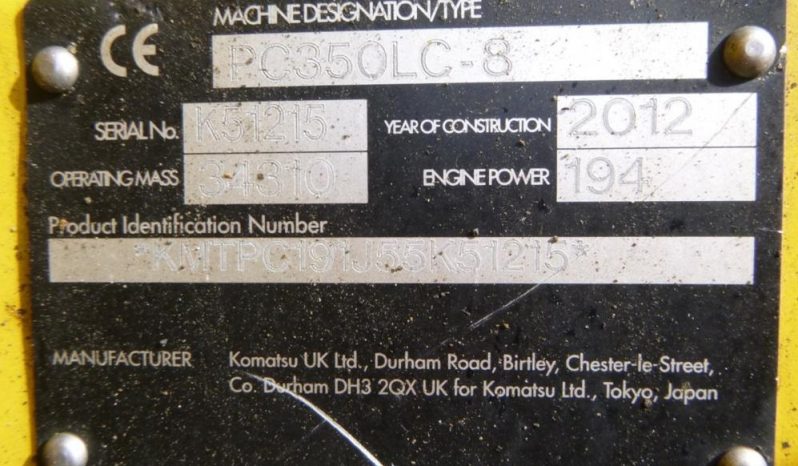 MACHINE DESIGNATION/TYPE
CE PC350LC-8
SERIAL No. K51215 YEAR OF CONSTRUCTION 2012
OPERATING MASS 34310 ENGINE POWER 194
Product Identification Number
*KMTPC191J55K51215*
MANUFACTURER Komatsu UK Ltd., Durham Road, Birtley, Chester-le-Street,
Co. Durham DH3 2QX UK for Komatsu Ltd., Tokyo, Japan